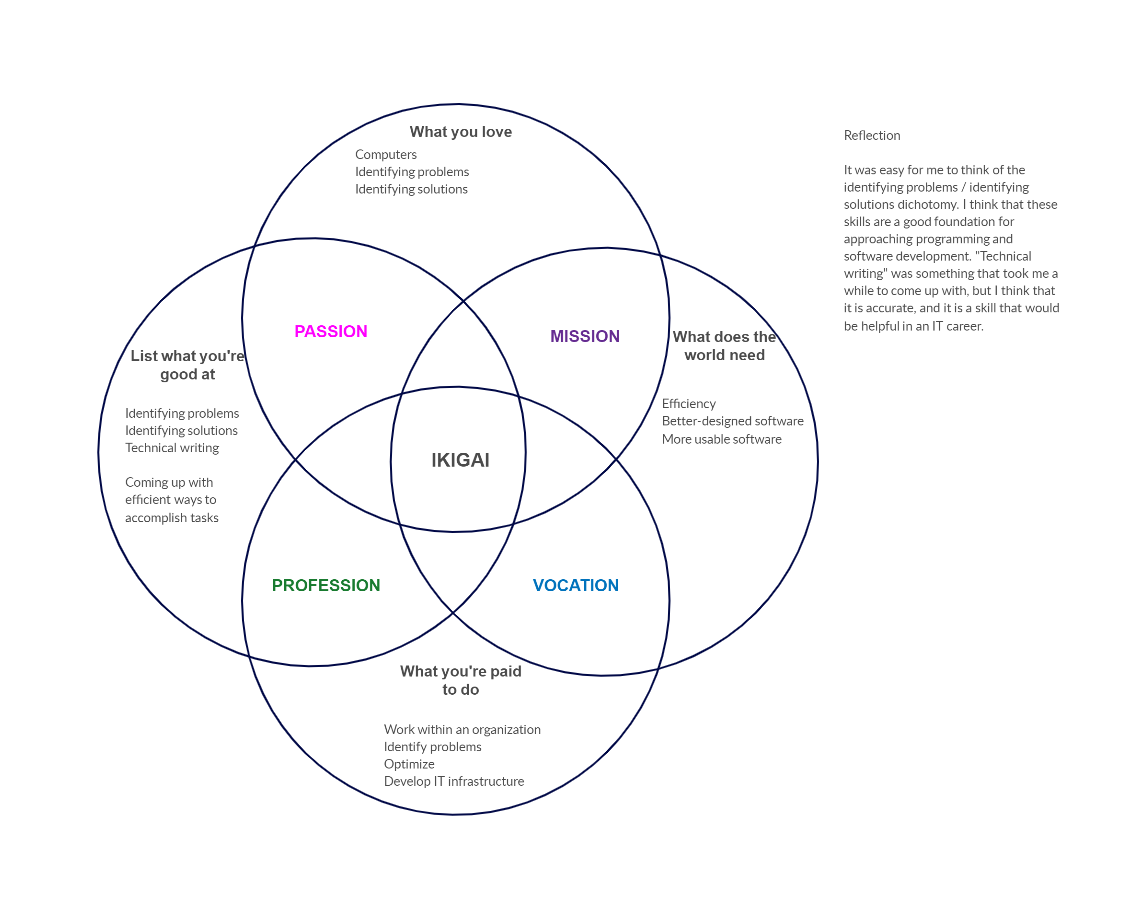 What you love
Computers
Identifying problems
Identifying solutions
PASSION
MISSION
List what you're
good at
Identifying problems
Identifying solutions
Technical writing
Coming up with
efficient ways to
accomplish tasks
What does the
world need
Efficiency
Better-designed software
More usable software
IKIGAI
PROFESSION
VOCATION
What you're paid
to do
Work within an organization
Identify problems
Optimize
Develop IT infrastructure
Reflection
It was easy for me to think of the
identifying problems / identifying
solutions dichotomy. I think that these
skills are a good foundation for
approaching programming and
software development. "Technical
writing" was something that took me a
while to come up with, but I think that
it is accurate, and it is a skill that would
be helpful in an IT career.